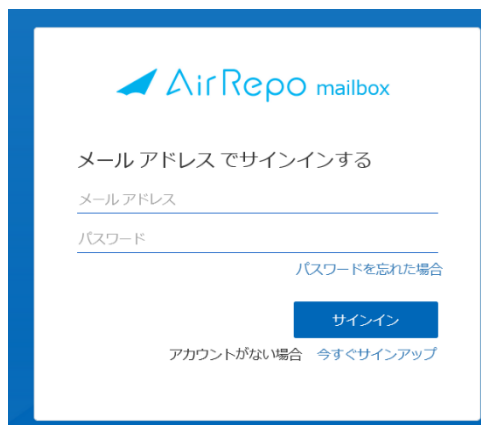 AirRepo mailbox
メール アドレス でサインインする
メール アドレス
パスワード
パスワードを忘れた場合
サインイン
アカウントがない場合 今すぐサインアップ